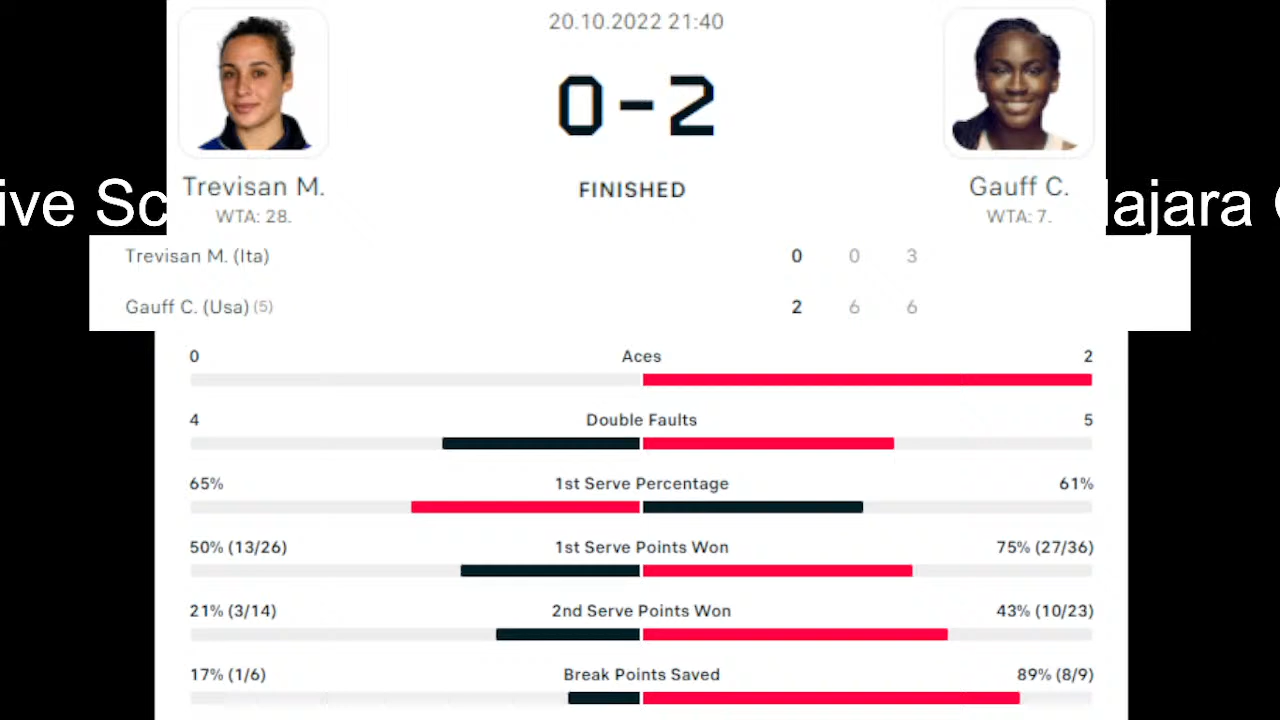 20.10.2022 21:40
0-2
FINISHED
Trevisan M. Gauff C.
WTA: 28. WTA: 7.
ive Sc lajara
Trevisan M. (Ita) 0 0 3
Gauff C. (Usa) (5) 2 6 6
0 Aces 2
4 Double Faults 5
65% 1st Serve Percentage 61%
50% (13/26) 1st Serve Points Won 75% (27/36)
21% (3/14) 2nd Serve Points Won 43% (10/23)
17% (1/6) Break Points Saved 89% (8/9)